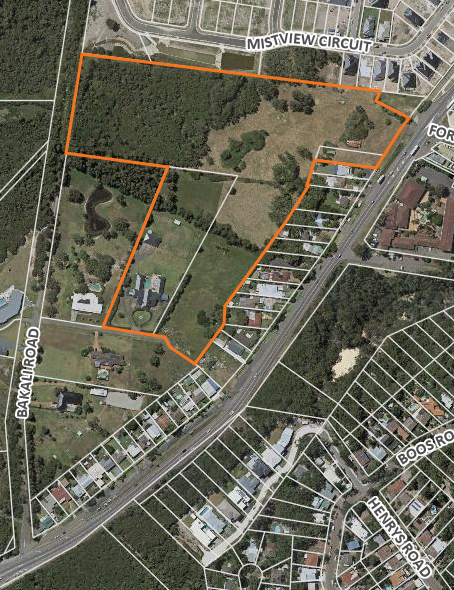 MISTVIEW CIRCUIT
FOR
BAKALI ROAD
BOOS RO
HENRYS ROAD